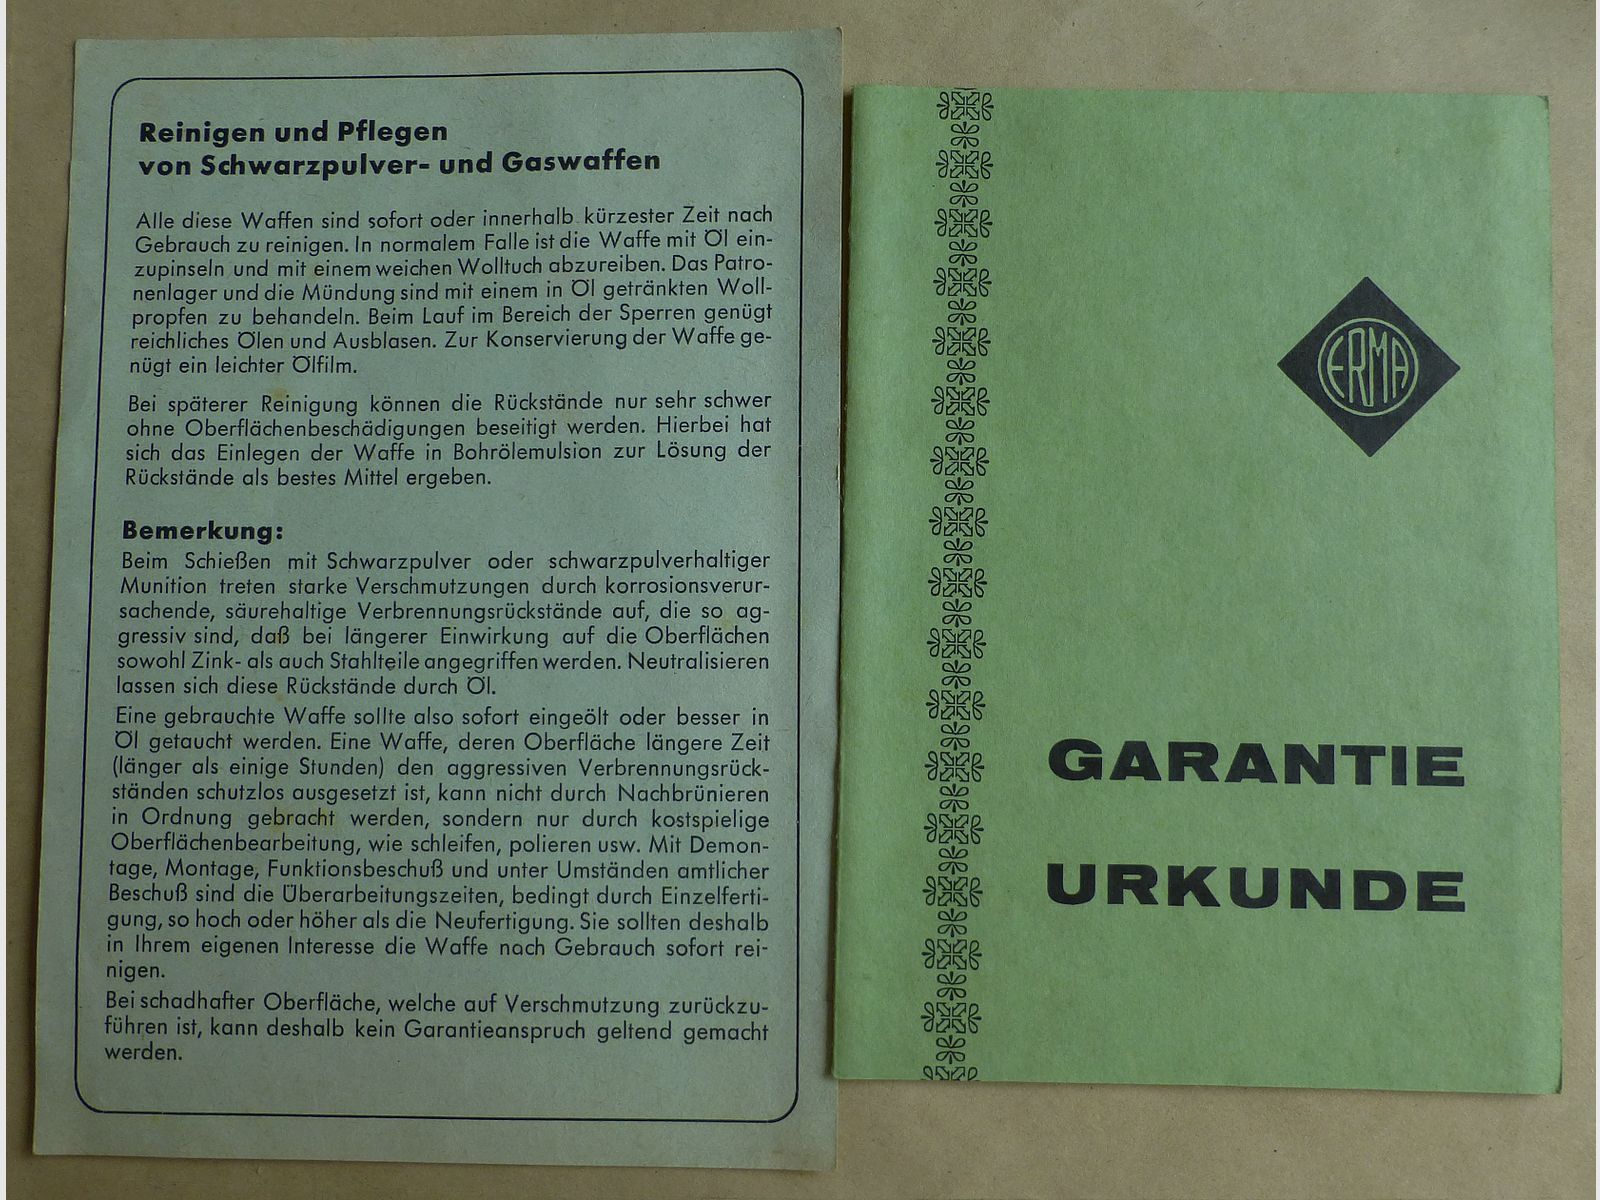 Reinigen und Pflegen
von Schwarzpulver- und Gaswaffen
Alle diese Waffen sind sofort oder innerhalb kürzester Zeit nach
Gebrauch zu reinigen. In normalem Falle ist die Waffe mit Öl ein-
zupinseln und mit einem weichen Wolltuch abzureiben. Das Patro-
nenlager und die Mündung sind mit einem in Öl getränkten Woll-
propfen zu behandeln. Beim Lauf im Bereich der Sperren genügt
reichliches Ölen und Ausblasen. Zur Konservierung der Waffe ge-
nügt ein leichter Ölfilm.
Bei späterer Reinigung können die Rückstände nur sehr schwer
ohne Oberflächenbeschädigungen beseitigt werden. Hierbei hat
sich das Einlegen der Waffe in Bohrölemulsion zur Lösung der
Rückstände als bestes Mittel ergeben.
Bemerkung:
Beim Schießen mit Schwarzpulver oder schwarzpulverhaltiger
Munition treten starke Verschmutzungen durch korrosionsverur-
sachende, säurehaltige Verbrennungsrückstände auf, die so ag-
gressiv sind, daß bei längerer Einwirkung auf die Oberflächen
sowohl Zink- als auch Stahlteile angegriffen werden. Neutralisieren
lassen sich diese Rückstände durch Öl.
Eine gebrauchte Waffe sollte also sofort eingeölt oder besser in
Öl getaucht werden. Eine Waffe, deren Oberfläche längere Zeit
(länger als einige Stunden) den aggressiven Verbrennungsrück-
ständen schutzlos ausgesetzt ist, kann nicht durch Nachbrünieren
in Ordnung gebracht werden, sondern nur durch kostspielige
Oberflächenbearbeitung, wie schleifen, polieren usw. Mit Demon-
tage, Montage, Funktionsbeschuß und unter Umständen amtlicher
Beschuß sind die Überarbeitungszeiten, bedingt durch Einzelferti-
gung, so hoch oder höher als die Neufertigung. Sie sollten deshalb
in Ihrem eigenen Interesse die Waffe nach Gebrauch sofort rei-
nigen.
Bei schadhafter Oberfläche, welche auf Verschmutzung zurückzu-
führen ist, kann deshalb kein Garantieanspruch geltend gemacht
werden.
ERMA
GARANTIE
URKUNDE